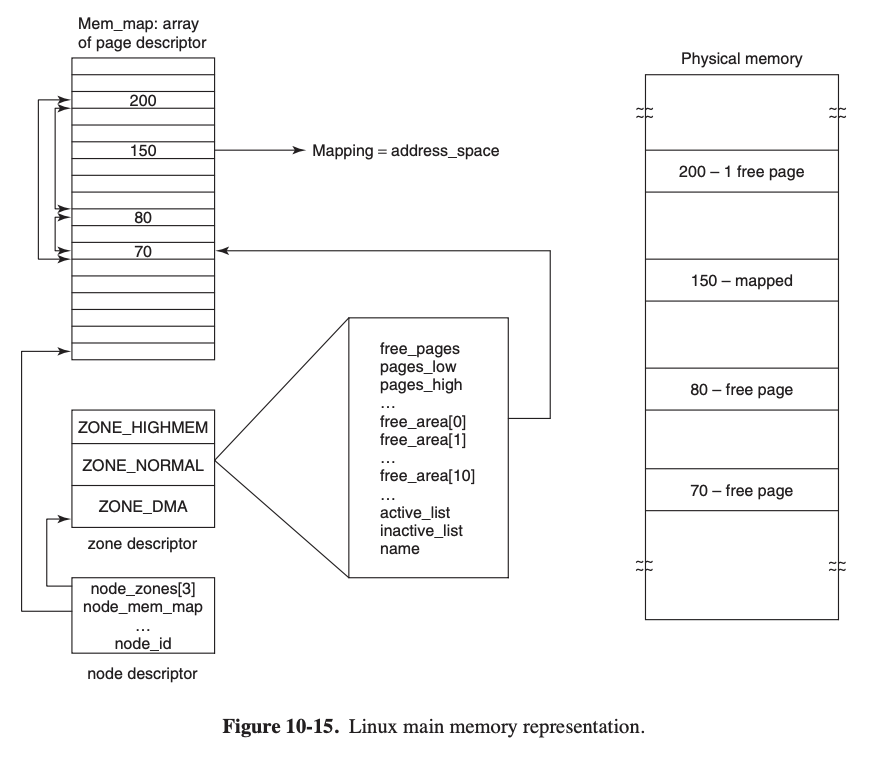 Mem_map: array
of page descriptor
200
150
80
70
Mapping = address_space
free_pages
pages_low
pages_high
...
free_area[0]
free_area[1]
...
free_area[10]
...
active_list
inactive_list
name
ZONE_HIGHMEM
ZONE_NORMAL
ZONE_DMA
zone descriptor
node_zones[3]
node_mem_map
...
node_id
node descriptor
Physical memory
200 – 1 free page
150 – mapped
80 – free page
70 – free page
Figure 10-15. Linux main memory representation.